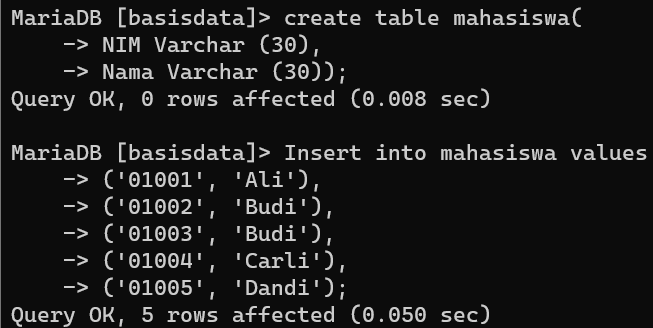 MariaDB [basisdata]> create table mahasiswa(
    -> NIM Varchar (30),
    -> Nama Varchar (30));
Query OK, 0 rows affected (0.008 sec)

MariaDB [basisdata]> Insert into mahasiswa values
    -> ('01001', 'Ali'),
    -> ('01002', 'Budi'),
    -> ('01003', 'Budi'),
    -> ('01004', 'Carli'),
    -> ('01005', 'Dandi');
Query OK, 5 rows affected (0.050 sec)